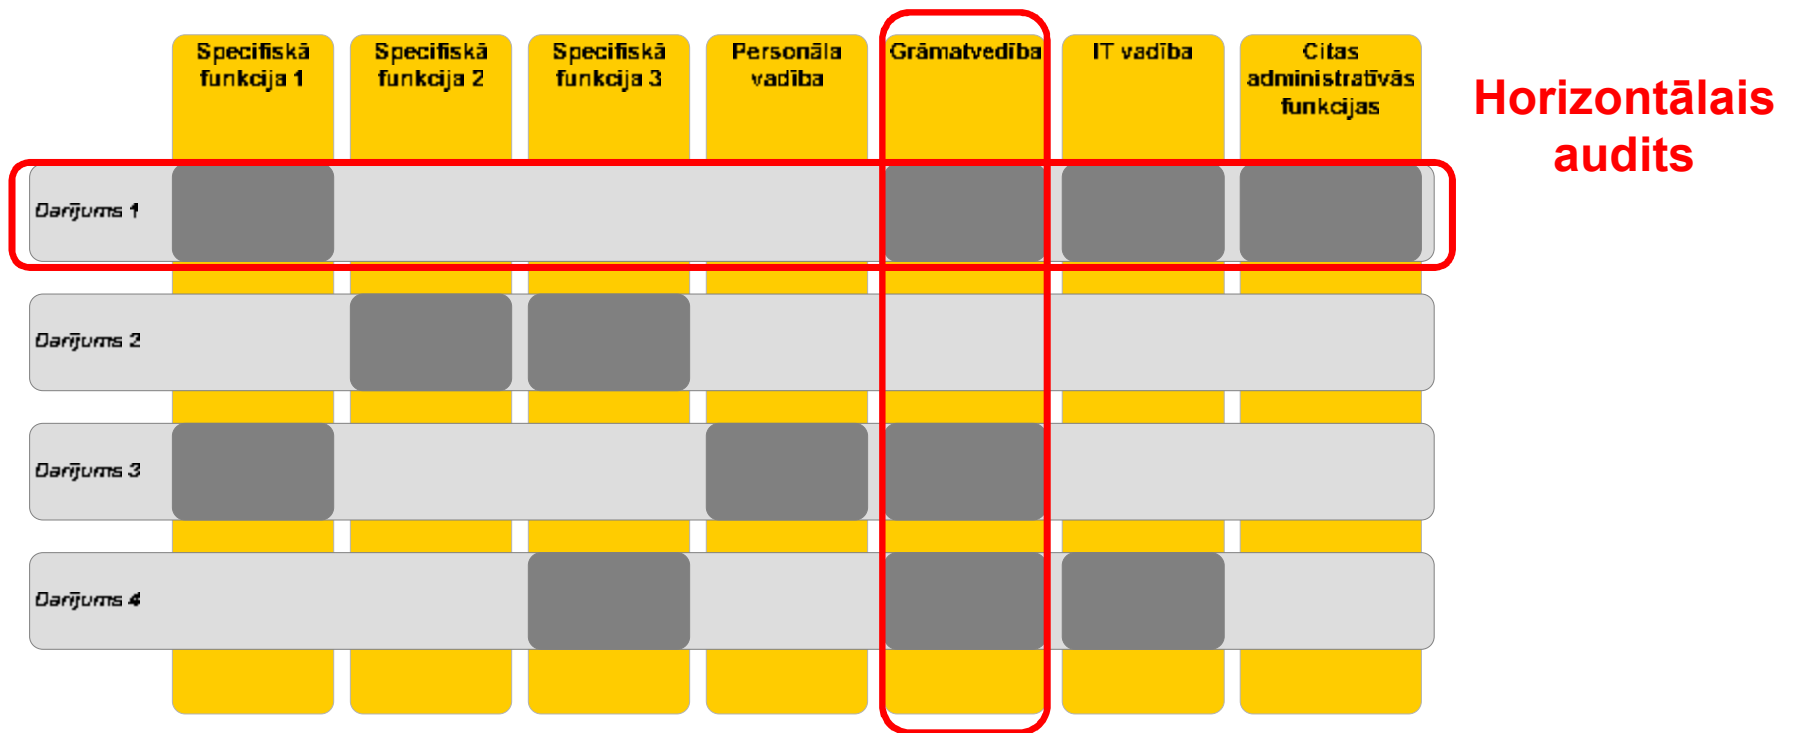 Specifiskā
funkcija 1
Specifiskā
funkcija 2
Specifiskā
funkcija 3
Personāla
vadība
Grāmatvedība
IT vadība
Citas
administratīvās
funkcijas
Horizontālais
audits
Darījums 1
Darījums 2
Darījums 3
Darījums 4